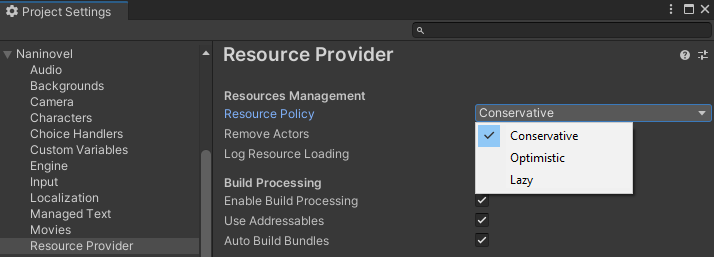 Project Settings
Naninovel
Audio
Backgrounds
Camera
Characters
Choice Handlers
Custom Variables
Engine
Input
Localization
Managed Text
Movies
Resource Provider
Resource Provider
Resources Management
Resource Policy Conservative
Remove Actors
Log Resource Loading
Conservative
Optimistic
Lazy
Build Processing
Enable Build Processing
Use Addressables
Auto Build Bundles